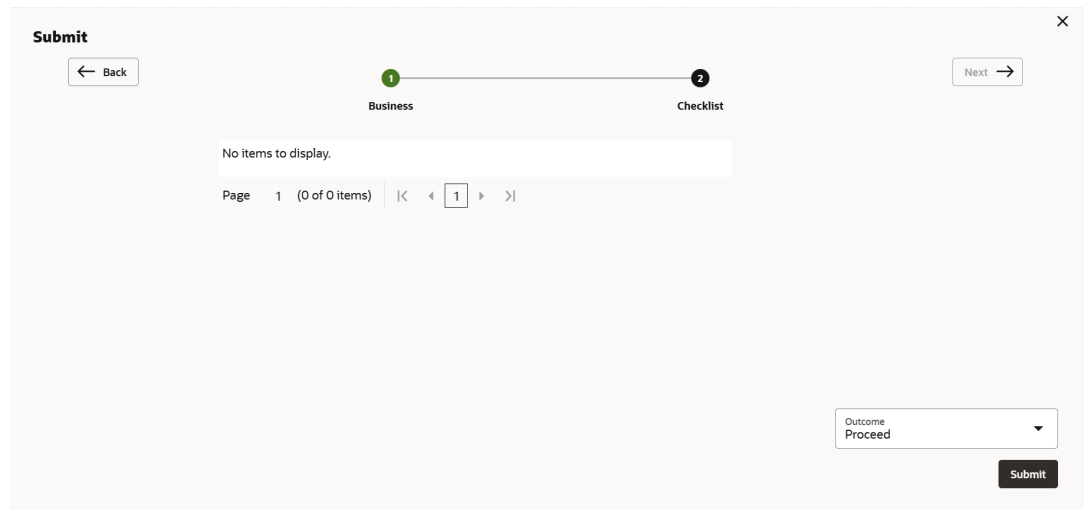 Submit
Back
Next
1
2
Business
Checklist
No items to display.
Page 1 (0 of 0 items) 1
Outcome
Proceed
Submit